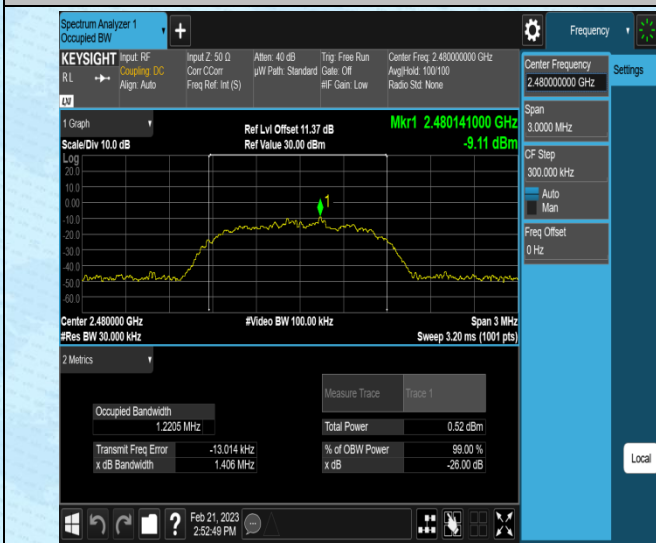 Spectrum Analyzer 1
Occupied BW
+
Frequency
KEYSIGHT
RL
LXI
Input: RF
Coupling: DC
Align: Auto
Input Z: 50 Ω
Corr CCorr
Freq Ref: Int (S)
Atten: 40 dB
µW Path: Standard
Trig: Free Run
Gate: Off
#IF Gain: Low
Center Freq: 2.480000000 GHz
Avg|Hold: 100/100
Radio Std: None
Center Frequency
2.480000000 GHz
Settings
Span
3.0000 MHz
CF Step
300.000 kHz
Auto
Man
Freq Offset
0 Hz
1 Graph
Scale/Div 10.0 dB
Ref Lvl Offset 11.37 dB
Ref Value 30.00 dBm
Mkr1 2.480141000 GHz
-9.11 dBm
Log
20.0
10.0
0.00
-10.0
-20.0
-30.0
-40.0
-50.0
-60.0
1
Center 2.480000 GHz
#Res BW 30.000 kHz
#Video BW 100.00 kHz
Span 3 MHz
Sweep 3.20 ms (1001 pts)
2 Metrics
Measure Trace Trace 1
Occupied Bandwidth
1.2205 MHz
Total Power 0.52 dBm
Transmit Freq Error -13.014 kHz
% of OBW Power 99.00 %
x dB Bandwidth 1.406 MHz
x dB -26.00 dB
Local
?
Feb 21, 2023
2:52:49 PM